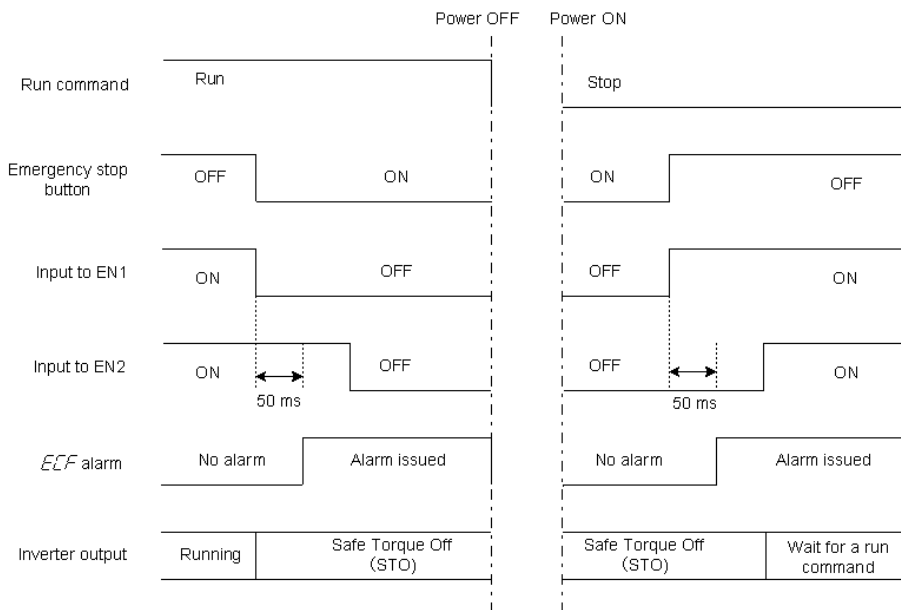 Power OFF
Power ON
Run command
Run
Stop
Emergency stop
button
OFF
ON
ON
OFF
Input to EN1
ON
OFF
OFF
ON
Input to EN2
ON
OFF
OFF
ON
50 ms
50 ms
ECF alarm
No alarm
Alarm issued
No alarm
Alarm issued
Inverter output
Running
Safe Torque Off
(STO)
Safe Torque Off
(STO)
Wait for a run
command